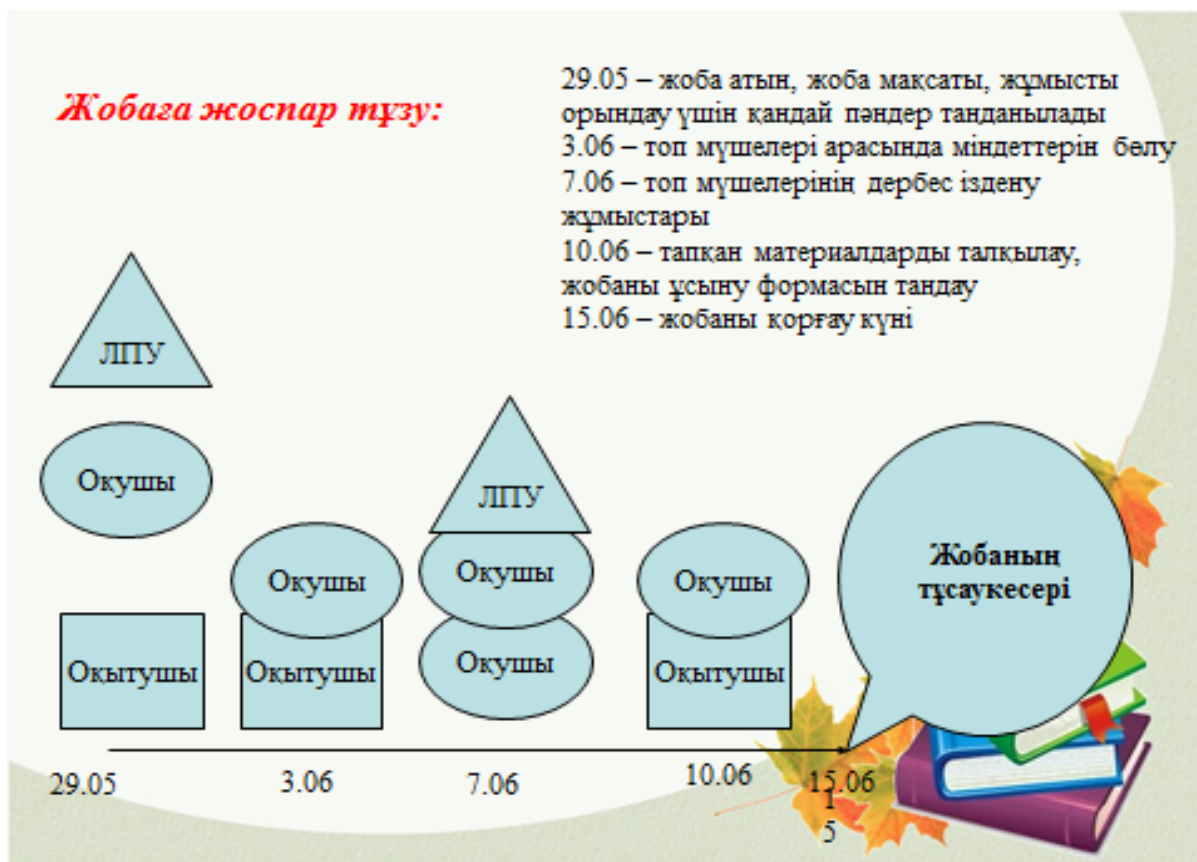 Жобаға жоспар тұзу:
29.05 – жоба атын, жоба мақсаты, жұмысты
орындау үшін қандай пәндер танданылады
3.06 – топ мүшелері арасында міндеттерін бөлу
7.06 – топ мүшелерінің дербес іздену
жұмыстары
10.06 – тапқан материалдарды талқылау,
жобаны ұсыну формасын тандау
15.06 – жобаны қорғау күні
ЛПУ
Оқушы
Оқытушы
Оқушы
Оқытушы
ЛПУ
Оқушы
Оқушы
Оқушы
Оқытушы
Жобаның
тұсаукесері
29.05
3.06
7.06
10.06
15.06
1
5